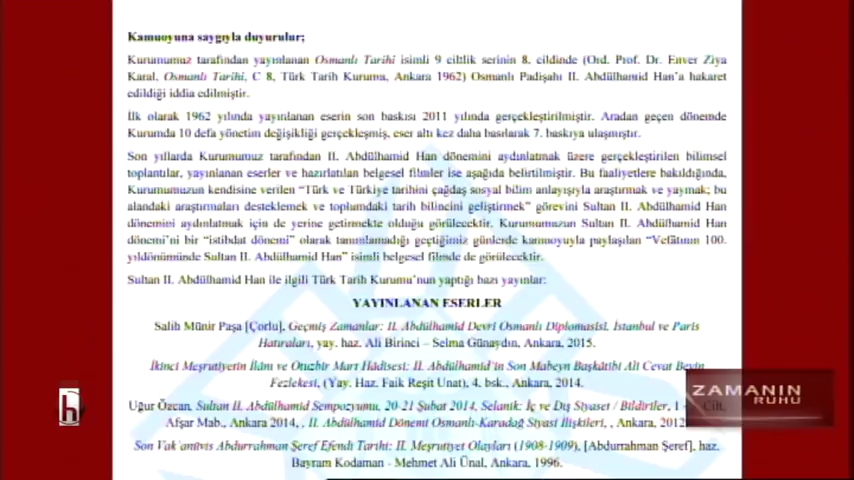 Kamuoyuna saygıyla duyurulur;
Kurumumuz tarafından yayınlanan Osmanlı Tarihi isimli 9 ciltlik serinin 8. cildinde (Ord. Prof. Dr. Enver Ziya
Karal, Osmanlı Tarihi, C 8, Türk Tarih Kurumu, Ankara 1962) Osmanlı Padişahı II. Abdülhamid Han'a hakaret
edildiği iddia edilmiştir.
İlk olarak 1962 yılında yayınlanan eserin son baskısı 2011 yılında gerçekleştirilmiştir. Aradan geçen dönemde
Kurumda 10 defa yönetim değişikliği gerçekleşmiş, eser altı kez daha basılarak 7. baskıya ulaşmıştır.
Son yıllarda Kurumumuz tarafından II. Abdülhamid Han dönemini aydınlatmak üzere gerçekleştirilen bilimsel
toplantılar, yayınlanan eserler ve hazırlatılan belgesel filmler ise aşağıda belirtilmiştir. Bu faaliyetlere bakıldığında,
Kurumumuzun kendisine verilen "Türk ve Türkiye tarihini çağdaş sosyal bilim anlayışıyla araştırmak ve yaymak; bu
alandaki araştırmaları desteklemek ve toplumdaki tarih bilincini geliştirmek" görevini Sultan II. Abdülhamid Han
dönemini aydınlatmak için de yerine getirmekte olduğu görülecektir. Kurumumuzun Sultan II. Abdülhamid Han
dönemi'ni bir "istibdat dönemi" olarak tanımlamadığı geçtiğimiz günlerde kamuoyuyla paylaşılan "Vefâtının 100.
yıldönümünde Sultan II. Abdülhamid Han" isimli belgesel filmde de görülecektir.
Sultan II. Abdülhamid Han ile ilgili Türk Tarih Kurumu'nun yaptığı bazı yayınlar:
YAYINLANAN ESERLER
Salih Münir Paşa [Çorlu], Geçmiş Zamanlar: II. Abdülhamid Devri Osmanlı Diplomasisi, İstanbul ve Paris
Hatıraları, yay. haz. Ali Birinci – Selma Günaydın, Ankara, 2015.
İkinci Meşrutiyetin İlânı ve Otuzbir Mart Hâdisesi: II. Abdülhamid'in Son Mabeyn Başkâtibi Ali Cevat Beyin
Fezlekesi, (Yay. Haz. Faik Reşit Unat), 4. bsk., Ankara, 2014.
Uğur Özcan, Sultan II. Abdülhamid Sempozyumu, 20-21 Şubat 2014, Selanik: İç ve Dış Siyaset / Bildiriler, 1 Cilt,
Afşar Mab., Ankara 2014, , II. Abdülhamid Dönemi Osmanlı-Karadağ Siyasi İlişkileri, , Ankara, 2012
Son Vak'anüvis Abdurrahman Şeref Efendi Tarihi: II. Meşrutiyet Olayları (1908-1909), [Abdurrahman Şeref], haz.
Bayram Kodaman - Mehmet Ali Ünal, Ankara, 1996.
h
ZAMANIN
RUHU